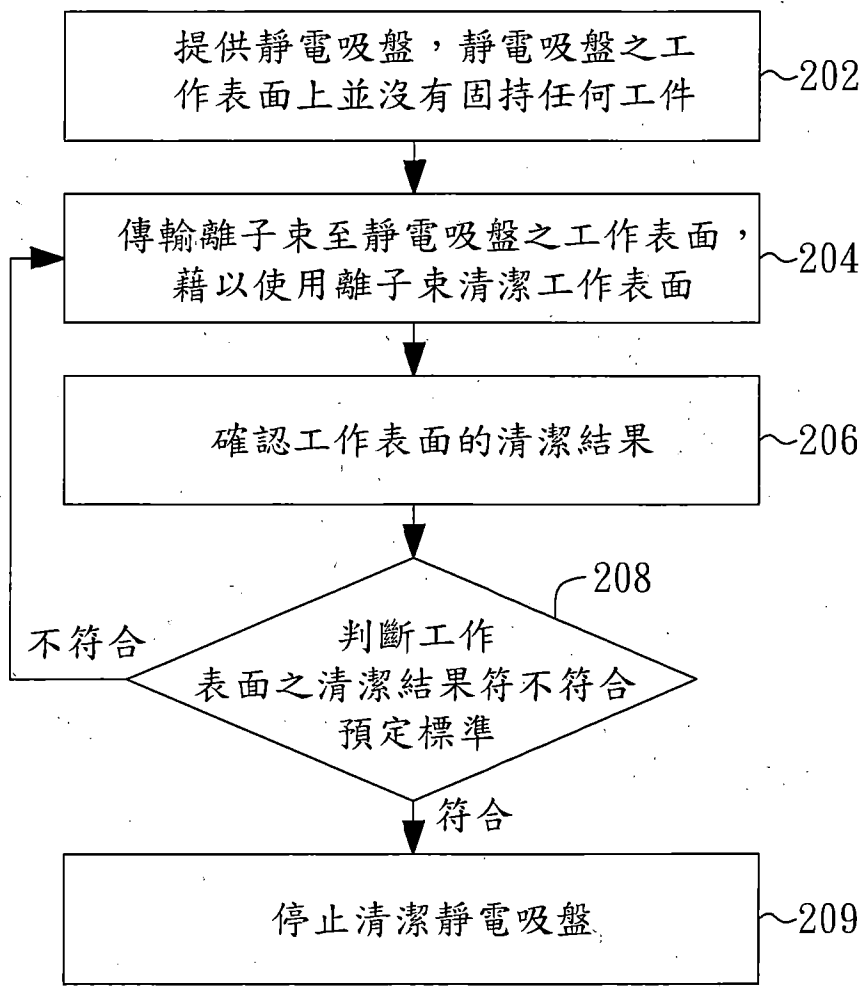 提供靜電吸盤，靜電吸盤之工
作表面上並沒有固持任何工件
202
傳輸離子束至靜電吸盤之工作表面，
藉以使用離子束清潔工作表面
204
確認工作表面的清潔結果
206
208
判斷工作
表面之清潔結果符不符合
預定標準
不符合
符合
停止清潔靜電吸盤
209